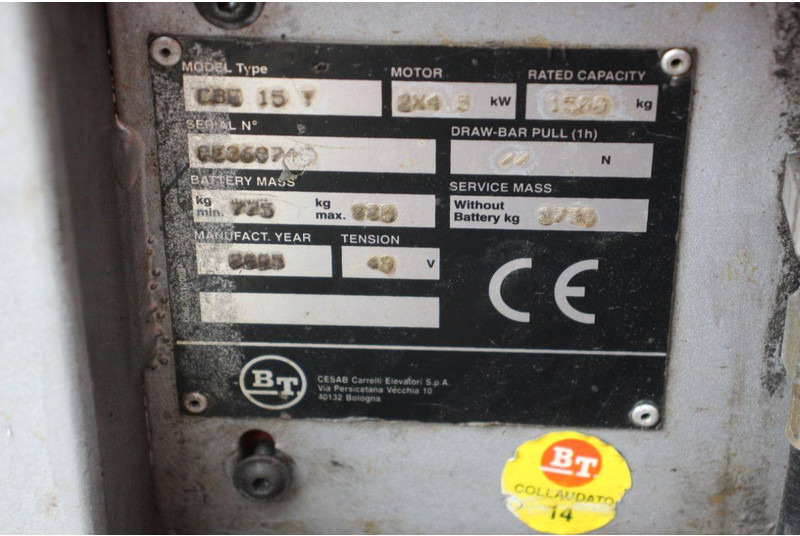 MODEL Type
MOTOR
RATED CAPACITY
CBE 15 T
2X4.5 kW
1500 kg
SERIAL N°
DRAW-BAR PULL (1h)
N
BATTERY MASS
SERVICE MASS
kg min.
kg max.
Without Battery kg
MANUFACT. YEAR
TENSION
48 V
CE
BT
CESAB Carrelli Elevatori S.p.A.
Via Persicetana Vecchia 10
40132 Bologna
BT
COLLAUDATO
14